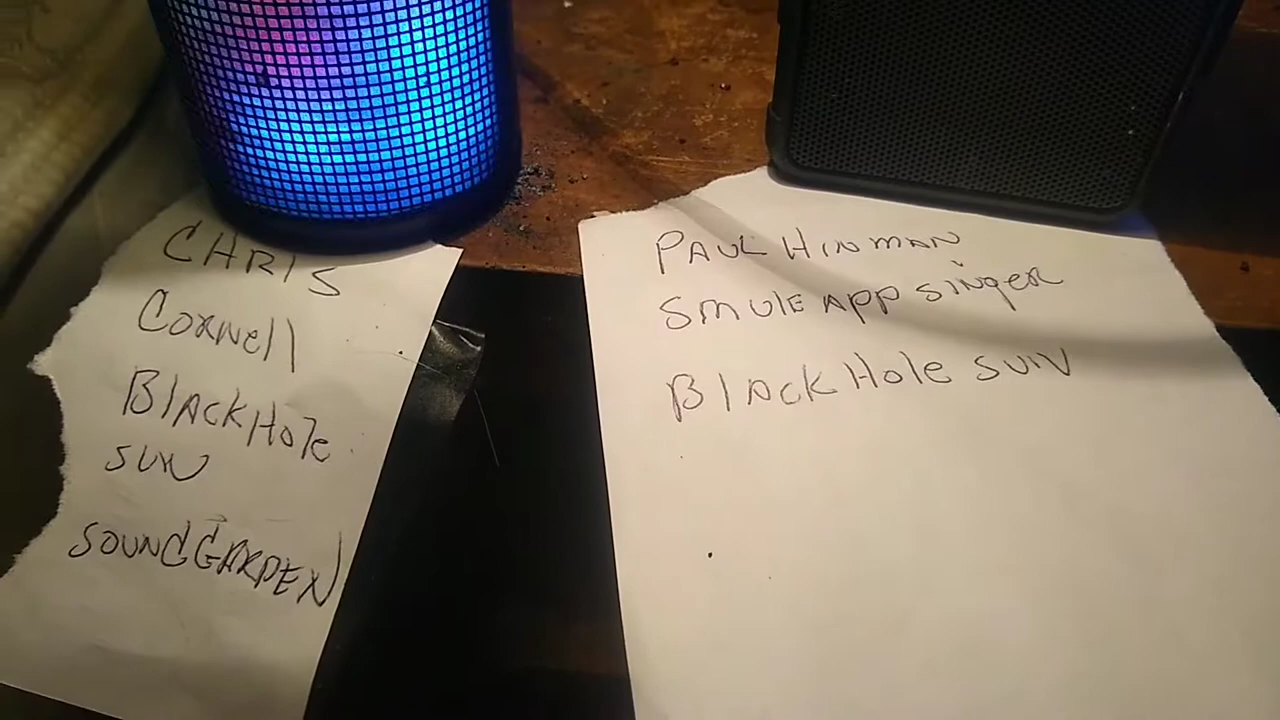 CHRIS
Cornell
BlAck Hole
SUN
SOUNDGARDEN
PAUL HINMAN
SMULE APP SINgER
BlAck Hole SUN